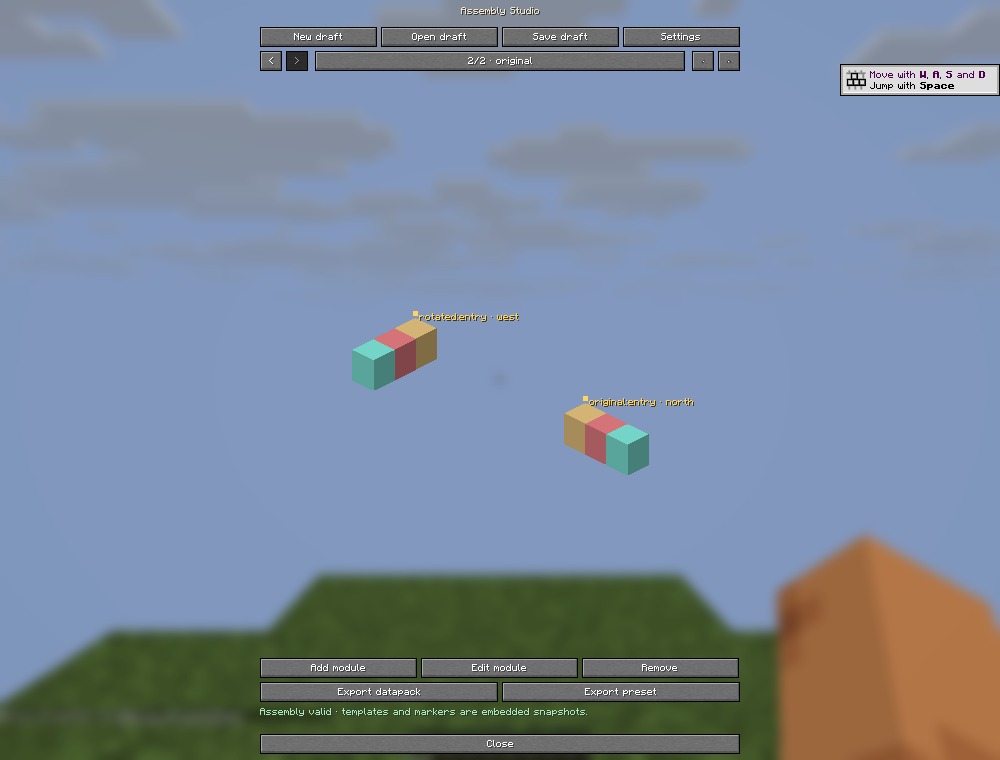 Assembly Studio
New draft
Open draft
Save draft
Settings
<
>
2/2 · original
Move with W, A, S and D
Jump with Space
rotated:entry · west
original:entry · north
Add module
Edit module
Remove
Export datapack
Export preset
Assembly valid · templates and markers are embedded snapshots.
Close